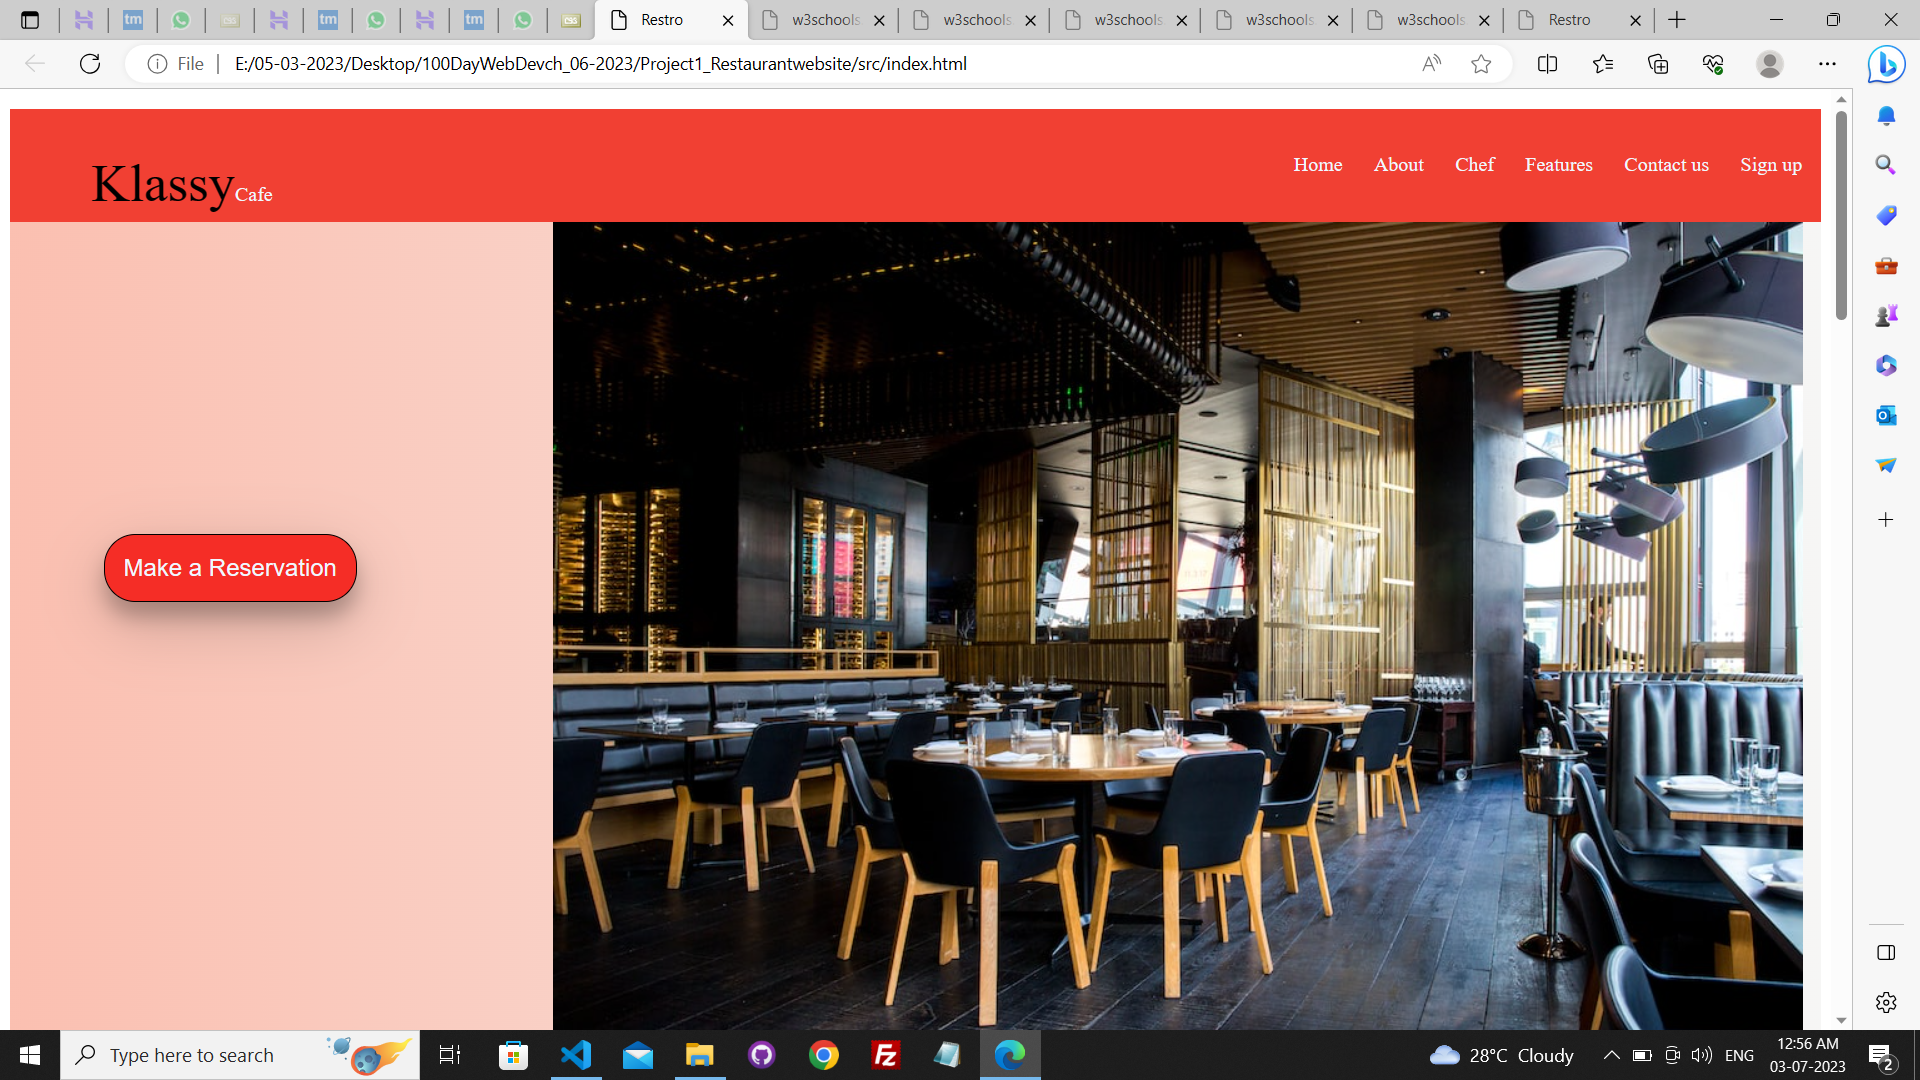 Restro
w3schools
w3schools
w3schools
w3schools
w3schools
Restro
File
E:/05-03-2023/Desktop/100DayWebDevch_06-2023/Project1_Restaurantwebsite/src/index.html
Klassy Cafe
Home About Chef Features Contact us Sign up
Make a Reservation
Type here to search
28°C Cloudy
ENG
12:56 AM
03-07-2023
2